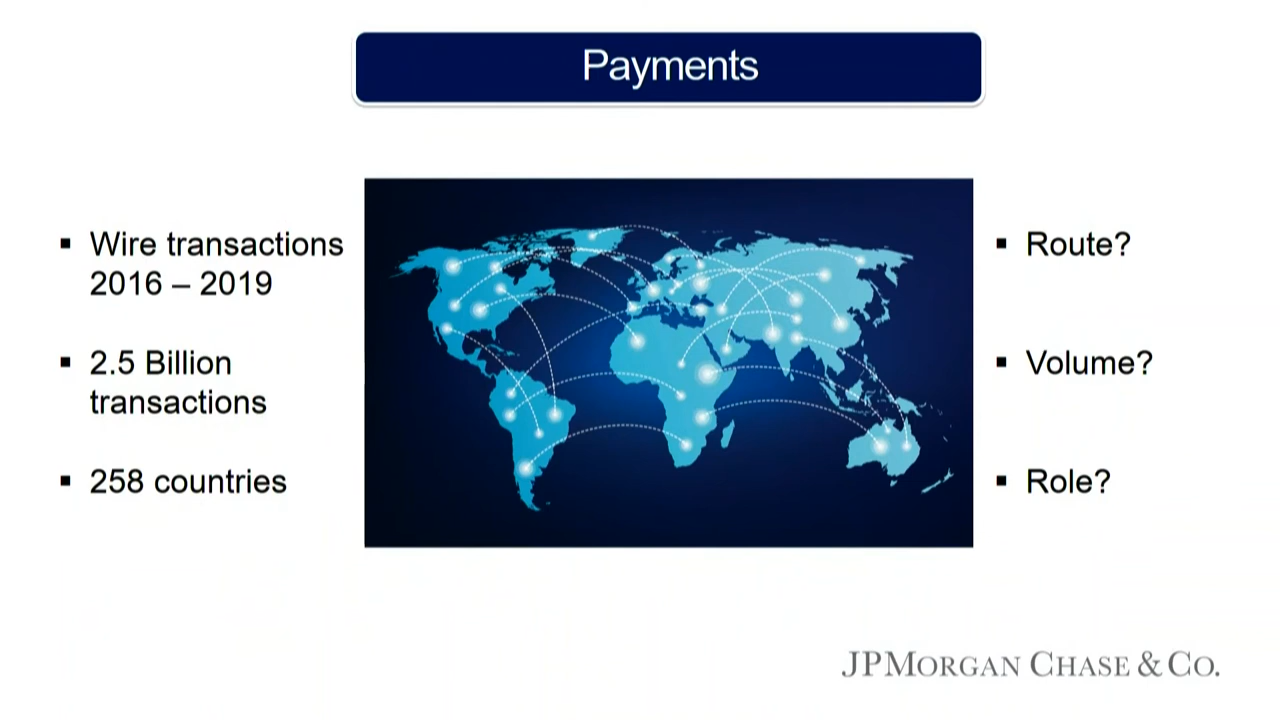 Payments
Wire transactions
2016 – 2019
2.5 Billion
transactions
258 countries
Route?
Volume?
Role?
JPMORGAN CHASE & CO.